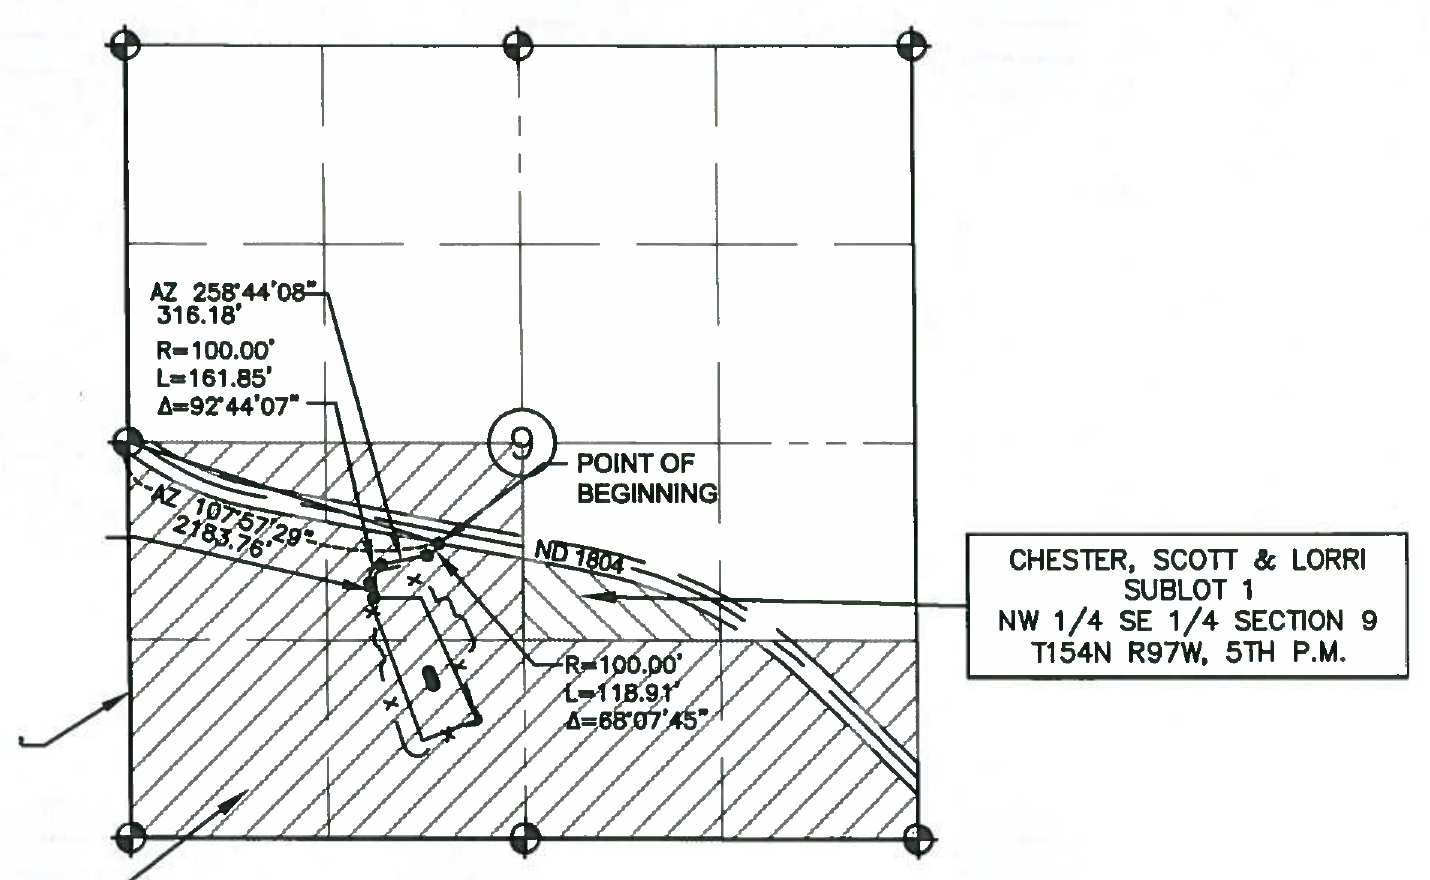 AZ 258°44'08"
316.18'
R=100.00'
L=161.85'
Δ=92°44'07"
9
POINT OF
BEGINNING
AZ 107°57'29"
2183.76'
ND 1804
CHESTER, SCOTT & LORRI
SUBLOT 1
NW 1/4 SE 1/4 SECTION 9
T154N R97W, 5TH P.M.
R=100.00'
L=118.91'
Δ=68°07'45"